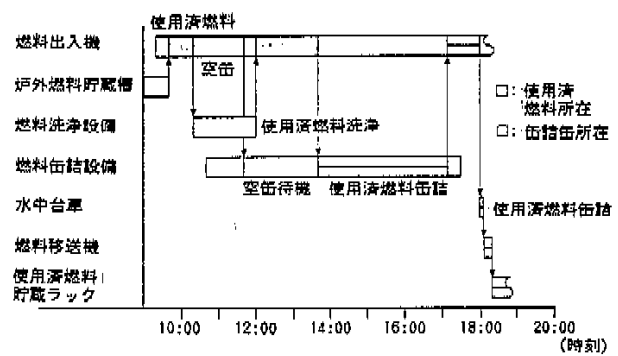 使用済燃料
燃料出入機
空缶
炉外燃料貯蔵槽
□：使用済
燃料所在
燃料洗浄設備
使用済燃料洗浄
□：缶詰缶所在
燃料缶詰設備
空缶待機
使用済燃料缶詰
水中台車
使用済燃料缶詰
燃料移送機
使用済燃料
貯蔵ラック
10:00
12:00
14:00
16:00
18:00
20:00
(時刻)